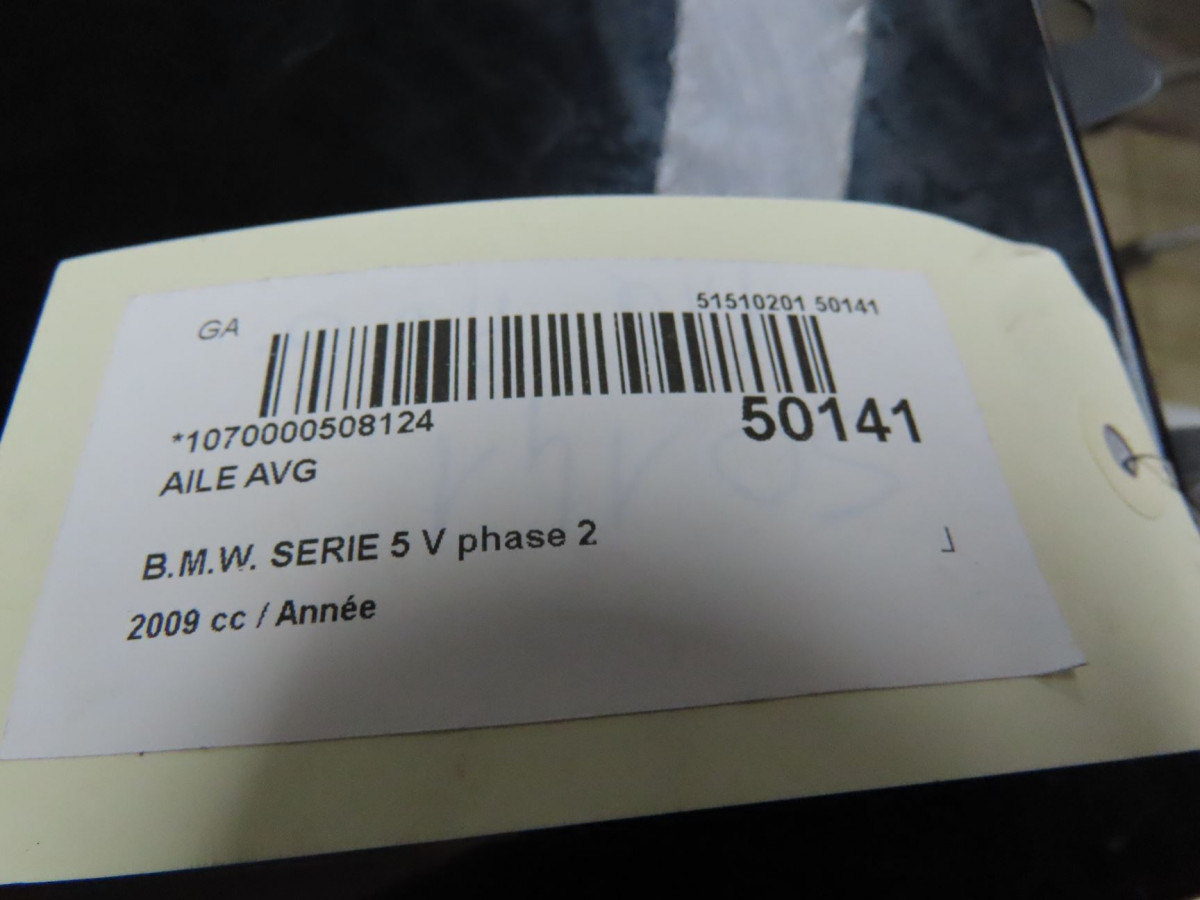 GA
51510201 50141
*1070000508124
50141
AILE AVG
B.M.W. SERIE 5 V phase 2
2009 cc / Année